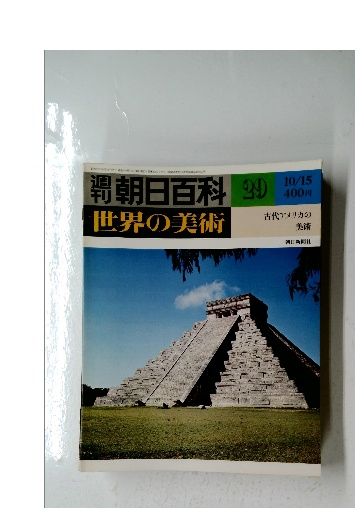 週刊 朝日百科 29 10/15
400円
世界の美術
古代アメリカの
美術
朝日新聞社